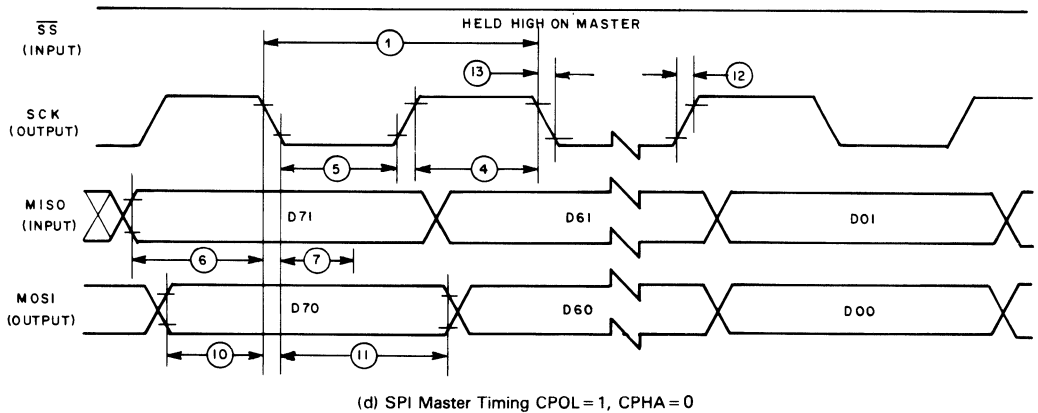 HELD HIGH ON MASTER
SS
(INPUT)
1
13
12
SCK
(OUTPUT)
5
4
MISO
(INPUT)
D71
D61
D01
6
7
MOSI
(OUTPUT)
D70
D60
D00
10
11
(d) SPI Master Timing CPOL = 1, CPHA = 0